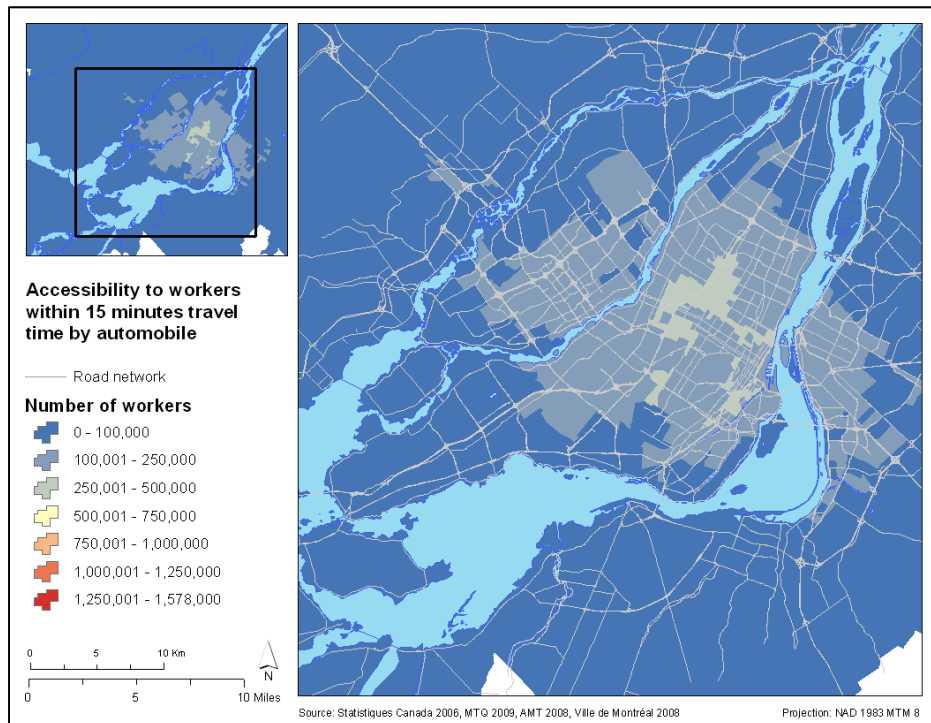 Accessibility to workers
within 15 minutes travel
time by automobile
Road network
Number of workers
0 - 100,000
100,001 - 250,000
250,001 - 500,000
500,001 - 750,000
750,001 - 1,000,000
1,000,001 - 1,250,000
1,250,001 - 1,578,000
0 5 10 Km
0 5 10 Miles
N
Source: Statistiques Canada 2006, MTQ 2009, AMT 2008, Ville de Montréal 2008 Projection: NAD 1983 MTM 8